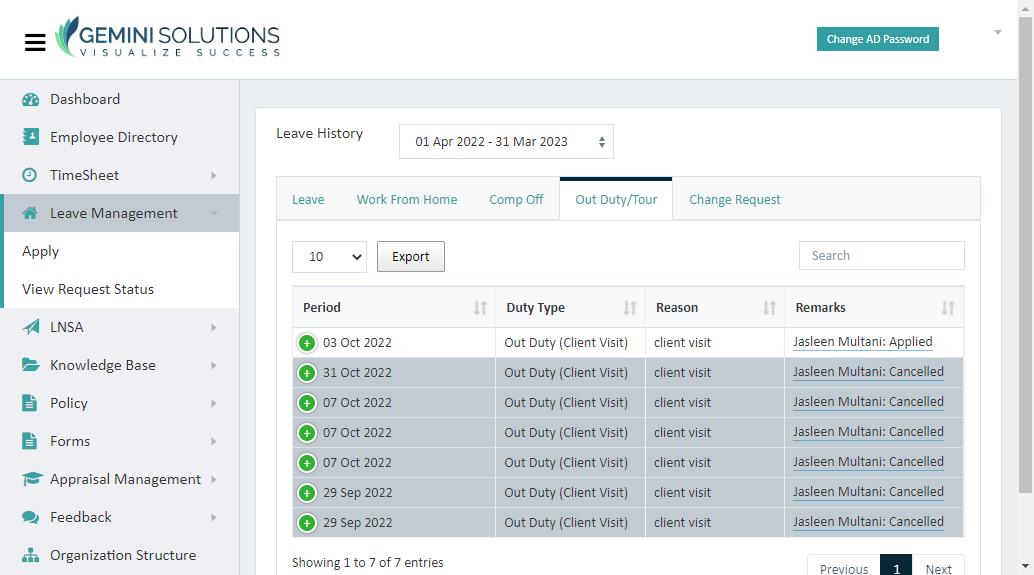 GEMINI SOLUTIONS
VISUALIZE SUCCESS
Change AD Password
Dashboard
Employee Directory
TimeSheet
Leave Management
Apply
View Request Status
LNSA
Knowledge Base
Policy
Forms
Appraisal Management
Feedback
Organization Structure
Leave History
01 Apr 2022 - 31 Mar 2023
Leave Work From Home Comp Off Out Duty/Tour Change Request
10 Export Search
Period Duty Type Reason Remarks
03 Oct 2022 Out Duty (Client Visit) client visit Jasleen Multani: Applied
31 Oct 2022 Out Duty (Client Visit) client visit Jasleen Multani: Cancelled
07 Oct 2022 Out Duty (Client Visit) client visit Jasleen Multani: Cancelled
07 Oct 2022 Out Duty (Client Visit) client visit Jasleen Multani: Cancelled
07 Oct 2022 Out Duty (Client Visit) client visit Jasleen Multani: Cancelled
29 Sep 2022 Out Duty (Client Visit) client visit Jasleen Multani: Cancelled
29 Sep 2022 Out Duty (Client Visit) client visit Jasleen Multani: Cancelled
Showing 1 to 7 of 7 entries
Previous 1 Next